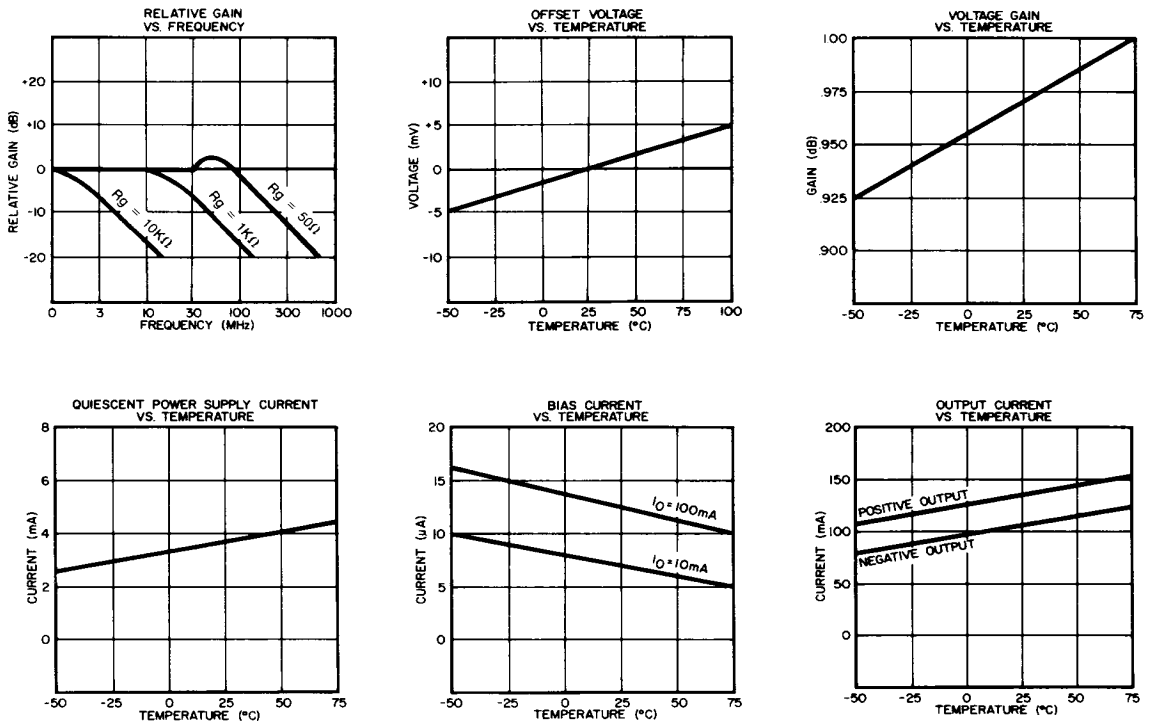 RELATIVE GAIN
VS. FREQUENCY
+20
+10
0
-10
-20
RELATIVE GAIN (dB)
Rg = 10KΩ
Rg = 1KΩ
Rg = 50Ω
0 3 10 30 100 300 1000
FREQUENCY (MHz)
OFFSET VOLTAGE
VS. TEMPERATURE
+10
+5
0
-5
-10
VOLTAGE (mV)
-50 -25 0 25 50 75 100
TEMPERATURE (°C)
VOLTAGE GAIN
VS. TEMPERATURE
1.00
.975
.950
.925
.900
GAIN (dB)
-50 -25 0 25 50 75
TEMPERATURE (°C)
QUIESCENT POWER SUPPLY CURRENT
VS. TEMPERATURE
8
6
4
2
0
CURRENT (mA)
-50 -25 0 25 50 75
TEMPERATURE (°C)
BIAS CURRENT
VS. TEMPERATURE
20
15
10
5
0
CURRENT (µA)
IO = 100mA
IO = 10mA
-50 -25 0 25 50 75
TEMPERATURE (°C)
OUTPUT CURRENT
VS. TEMPERATURE
200
150
100
50
0
CURRENT (mA)
POSITIVE OUTPUT
NEGATIVE OUTPUT
-50 -25 0 25 50 75
TEMPERATURE (°C)